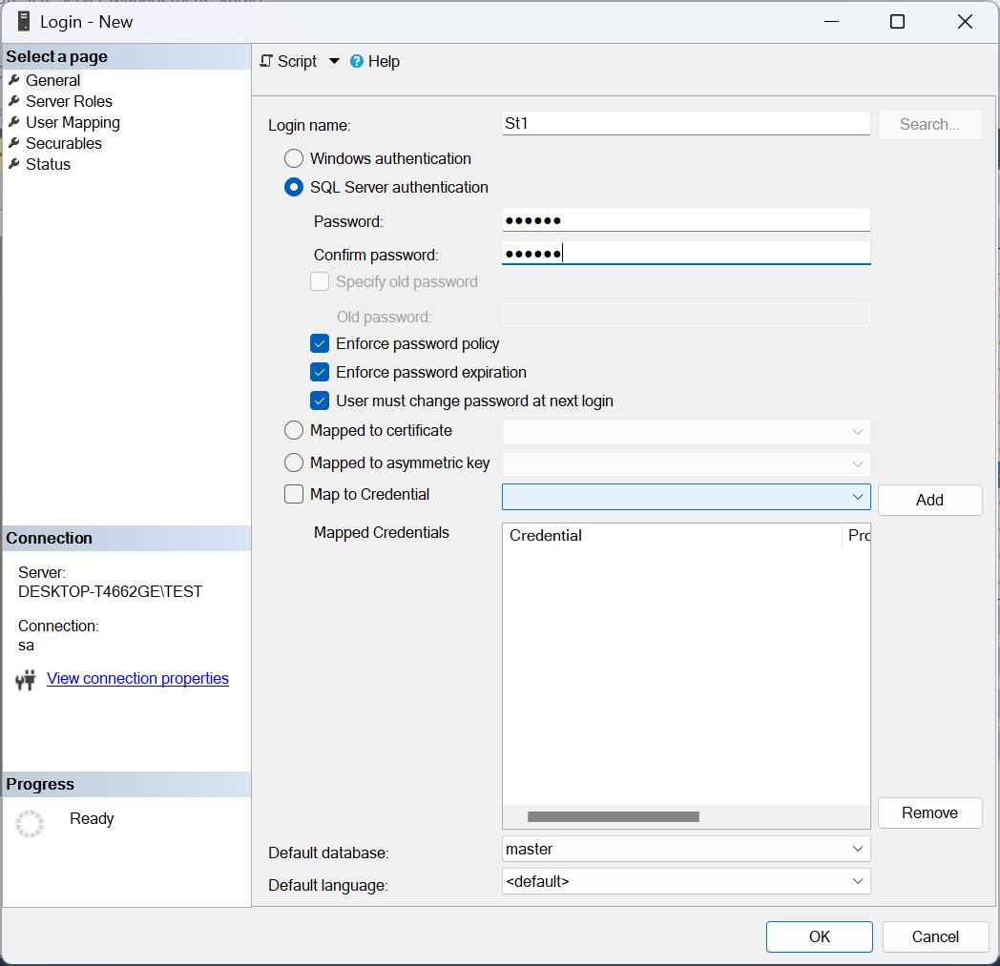 Login - New
Select a page
General
Server Roles
User Mapping
Securables
Status
Script
Help
Login name:
St1
Search...
Windows authentication
SQL Server authentication
Password:
●●●●●●
Confirm password:
●●●●●●
Specify old password
Old password:
Enforce password policy
Enforce password expiration
User must change password at next login
Mapped to certificate
Mapped to asymmetric key
Map to Credential
Add
Mapped Credentials
Credential
Pro
Remove
Default database:
master
Default language:
<default>
Connection
Server:
DESKTOP-T4662GE\TEST
Connection:
sa
View connection properties
Progress
Ready
OK
Cancel